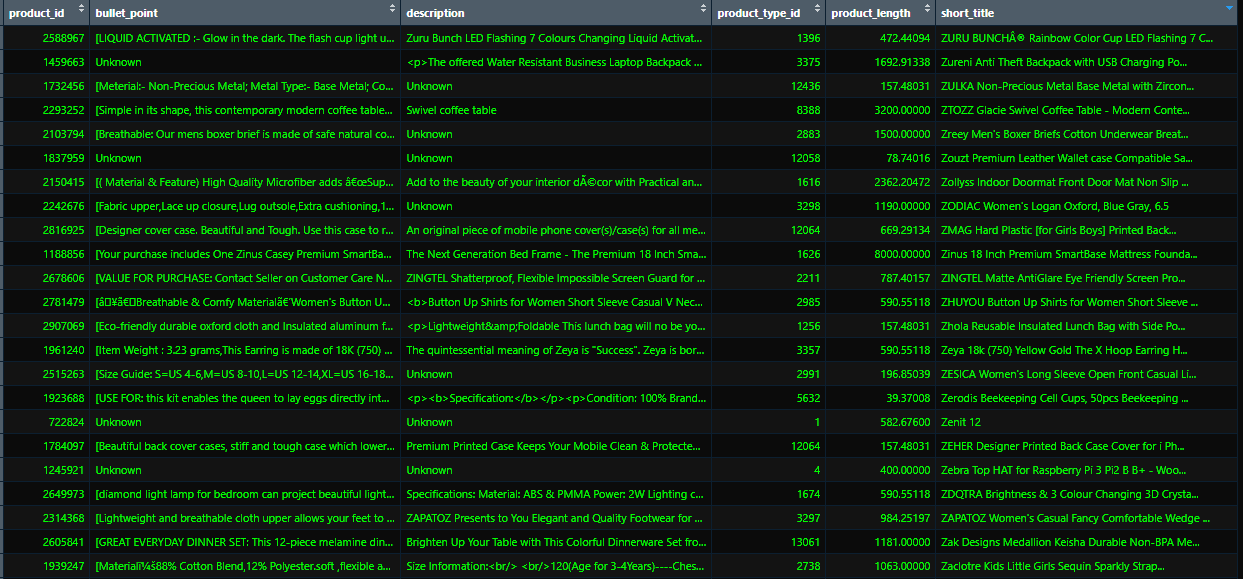 product_id bullet_point description product_type_id product_length short_title
2588967 [LIQUID ACTIVATED :- Glow in the dark. The flash cup light u... Zuru Bunch LED Flashing 7 Colours Changing Liquid Activat... 1396 472.44094 ZURU BUNCHÂ® Rainbow Color Cup LED Flashing 7 C...
1459663 Unknown <p>The offered Water Resistant Business Laptop Backpack ... 3375 1692.91338 Zureni Anti Theft Backpack with USB Charging Po...
1732456 [Meterial:- Non-Precious Metal; Metal Type:- Base Metal; Co... Unknown 12436 157.48031 ZULKA Non-Precious Metal Base Metal with Zircon...
2293252 [Simple in its shape, this contemporary modern coffee table... Swivel coffee table 8388 3200.00000 ZTOZZ Glacie Swivel Coffee Table - Modern Conte...
2103794 [Breathable: Our mens boxer brief is made of safe natural co... Unknown 2883 1500.00000 Zreey Men's Boxer Briefs Cotton Underwear Breat...
1837959 Unknown Unknown 12058 78.74016 Zouzt Premium Leather Wallet case Compatible Sa...
2150415 [( Material & Feature) High Quality Microfiber adds â€œSup... Add to the beauty of your interior dÃ©cor with Practical an... 1616 2362.20472 Zollyss Indoor Doormat Front Door Mat Non Slip ...
2242676 [Fabric upper,Lace up closure,Lug outsole,Extra cushioning,1... Unknown 3298 1190.00000 ZODIAC Women's Logan Oxford, Blue Gray, 6.5
2816925 [Designer cover case. Beautiful and Tough. Use this case to r... An original piece of mobile phone cover(s)/case(s) for all me... 12064 669.29134 ZMAG Hard Plastic [for Girls Boys] Printed Back...
1188856 [Your purchase includes One Zinus Casey Premium SmartBa... The Next Generation Bed Frame - The Premium 18 Inch Sma... 1626 8000.00000 Zinus 18 Inch Premium SmartBase Mattress Founda...
2678606 [VALUE FOR PURCHASE: Contact Seller on Customer Care N... ZINGTEL Shatterproof, Flexible Impossible Screen Guard for ... 2211 787.40157 ZINGTEL Matte AntiGlare Eye Friendly Screen Pro...
2781479 Breathable & Comfy Materialã€'Women's Button U... <b>Button Up Shirts for Women Short Sleeve Casual V Nec... 2985 590.55118 ZHUYOU Button Up Shirts for Women Short Sleeve ...
2907069 [Eco-friendly durable oxford cloth and Insulated aluminum f... <p>Lightweight&amp;Foldable This lunch bag will no be yo... 1256 157.48031 Zhola Reusable Insulated Lunch Bag with Side Po...
1961240 [Item Weight : 3.23 grams,This Earring is made of 18K (750) ... The quintessential meaning of Zeya is "Success". Zeya is bor... 3357 590.55118 Zeya 18k (750) Yellow Gold The X Hoop Earring H...
2515263 [Size Guide: S=US 4-6,M=US 8-10,L=US 12-14,XL=US 16-18... Unknown 2991 196.85039 ZESICA Women's Long Sleeve Open Front Casual Li...
1923688 [USE FOR: this kit enables the queen to lay eggs directly int... <p><b>Specification:</b></p><p>Condition: 100% Brand... 5632 39.37008 Zerodis Beekeeping Cell Cups, 50pcs Beekeeping ...
722824 Unknown Unknown 1 582.67600 Zenit 12
1784097 [Beautiful back cover cases, stiff and tough case which lower... Premium Printed Case Keeps Your Mobile Clean & Protecte... 12064 157.48031 ZEHER Designer Printed Back Case Cover for i Ph...
1245921 Unknown Unknown 4 400.00000 Zebra Top HAT for Raspberry Pi 3 Pi2 B B+ - Woo...
2649973 [diamond light lamp for bedroom can project beautiful light... Specifications: Material: ABS & PMMA Power: 2W Lighting c... 1674 590.55118 ZDQTRA Brightness & 3 Colour Changing 3D Crysta...
2314368 [Lightweight and breathable cloth upper allows your feet to ... ZAPATOZ Presents to You Elegant and Quality Footwear for ... 3297 984.25197 ZAPATOZ Women's Casual Fancy Comfortable Wedge ...
2605841 [GREAT EVERYDAY DINNER SET: This 12-piece melamine din... Brighten Up Your Table with This Colorful Dinnerware Set fro... 13061 1181.00000 Zak Designs Medallion Keisha Durable Non-BPA Me...
1939247 [Materialï¼š88% Cotton Blend,12% Polyester.soft ,flexible a... Size Information:<br/> <br/>120(Age for 3-4Years)----Ches... 2738 1063.00000 Zaclotre Kids Little Girls Sequin Sparkly Strap...